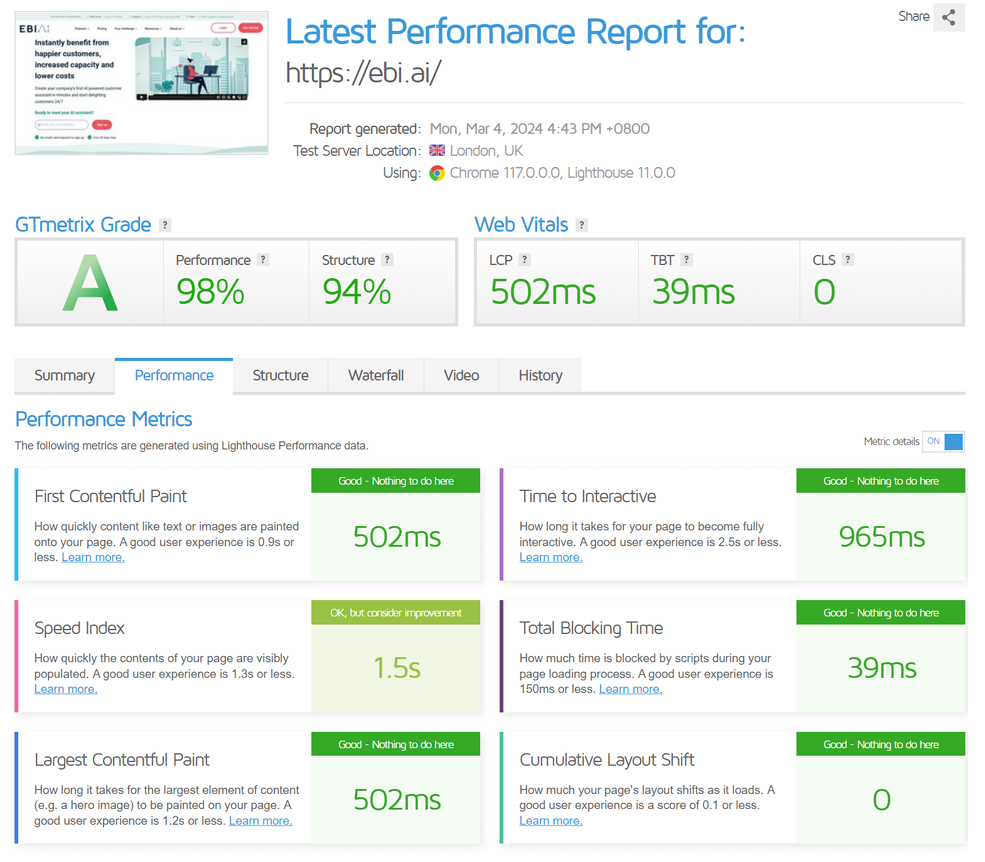 EBI AI
Features
Pricing
Resources
About us
Instantly benefit from
happier customers,
increased capacity and
lower costs
Create your company's first AI powered customer
assistant in minutes and start delighting
customers 24/7
Ready to meet your AI assistant?
Latest Performance Report for:
Share
https://ebi.ai/
Report generated: Mon, Mar 4, 2024 4:43 PM +0800
Test Server Location: London, UK
Using: Chrome 117.0.0.0, Lighthouse 11.0.0
GTmetrix Grade ?
A
Performance ?
98%
Structure ?
94%
Web Vitals ?
LCP ?
502ms
TBT ?
39ms
CLS ?
0
Summary
Performance
Structure
Waterfall
Video
History
Performance Metrics
The following metrics are generated using Lighthouse Performance data.
Metric details ON
First Contentful Paint
How quickly content like text or images are painted
onto your page. A good user experience is 0.9s or
less. Learn more.
Good - Nothing to do here
502ms
Time to Interactive
How long it takes for your page to become fully
interactive. A good user experience is 2.5s or less.
Learn more.
Good - Nothing to do here
965ms
Speed Index
How quickly the contents of your page are visibly
populated. A good user experience is 1.3s or less.
Learn more.
OK, but consider improvement
1.5s
Total Blocking Time
How much time is blocked by scripts during your
page loading process. A good user experience is
150ms or less. Learn more.
Good - Nothing to do here
39ms
Largest Contentful Paint
How long it takes for the largest element of content
(e.g. a hero image) to be painted on your page. A
good user experience is 1.2s or less. Learn more.
Good - Nothing to do here
502ms
Cumulative Layout Shift
How much your page's layout shifts as it loads. A
good user experience is a score of 0.1 or less.
Learn more.
Good - Nothing to do here
0